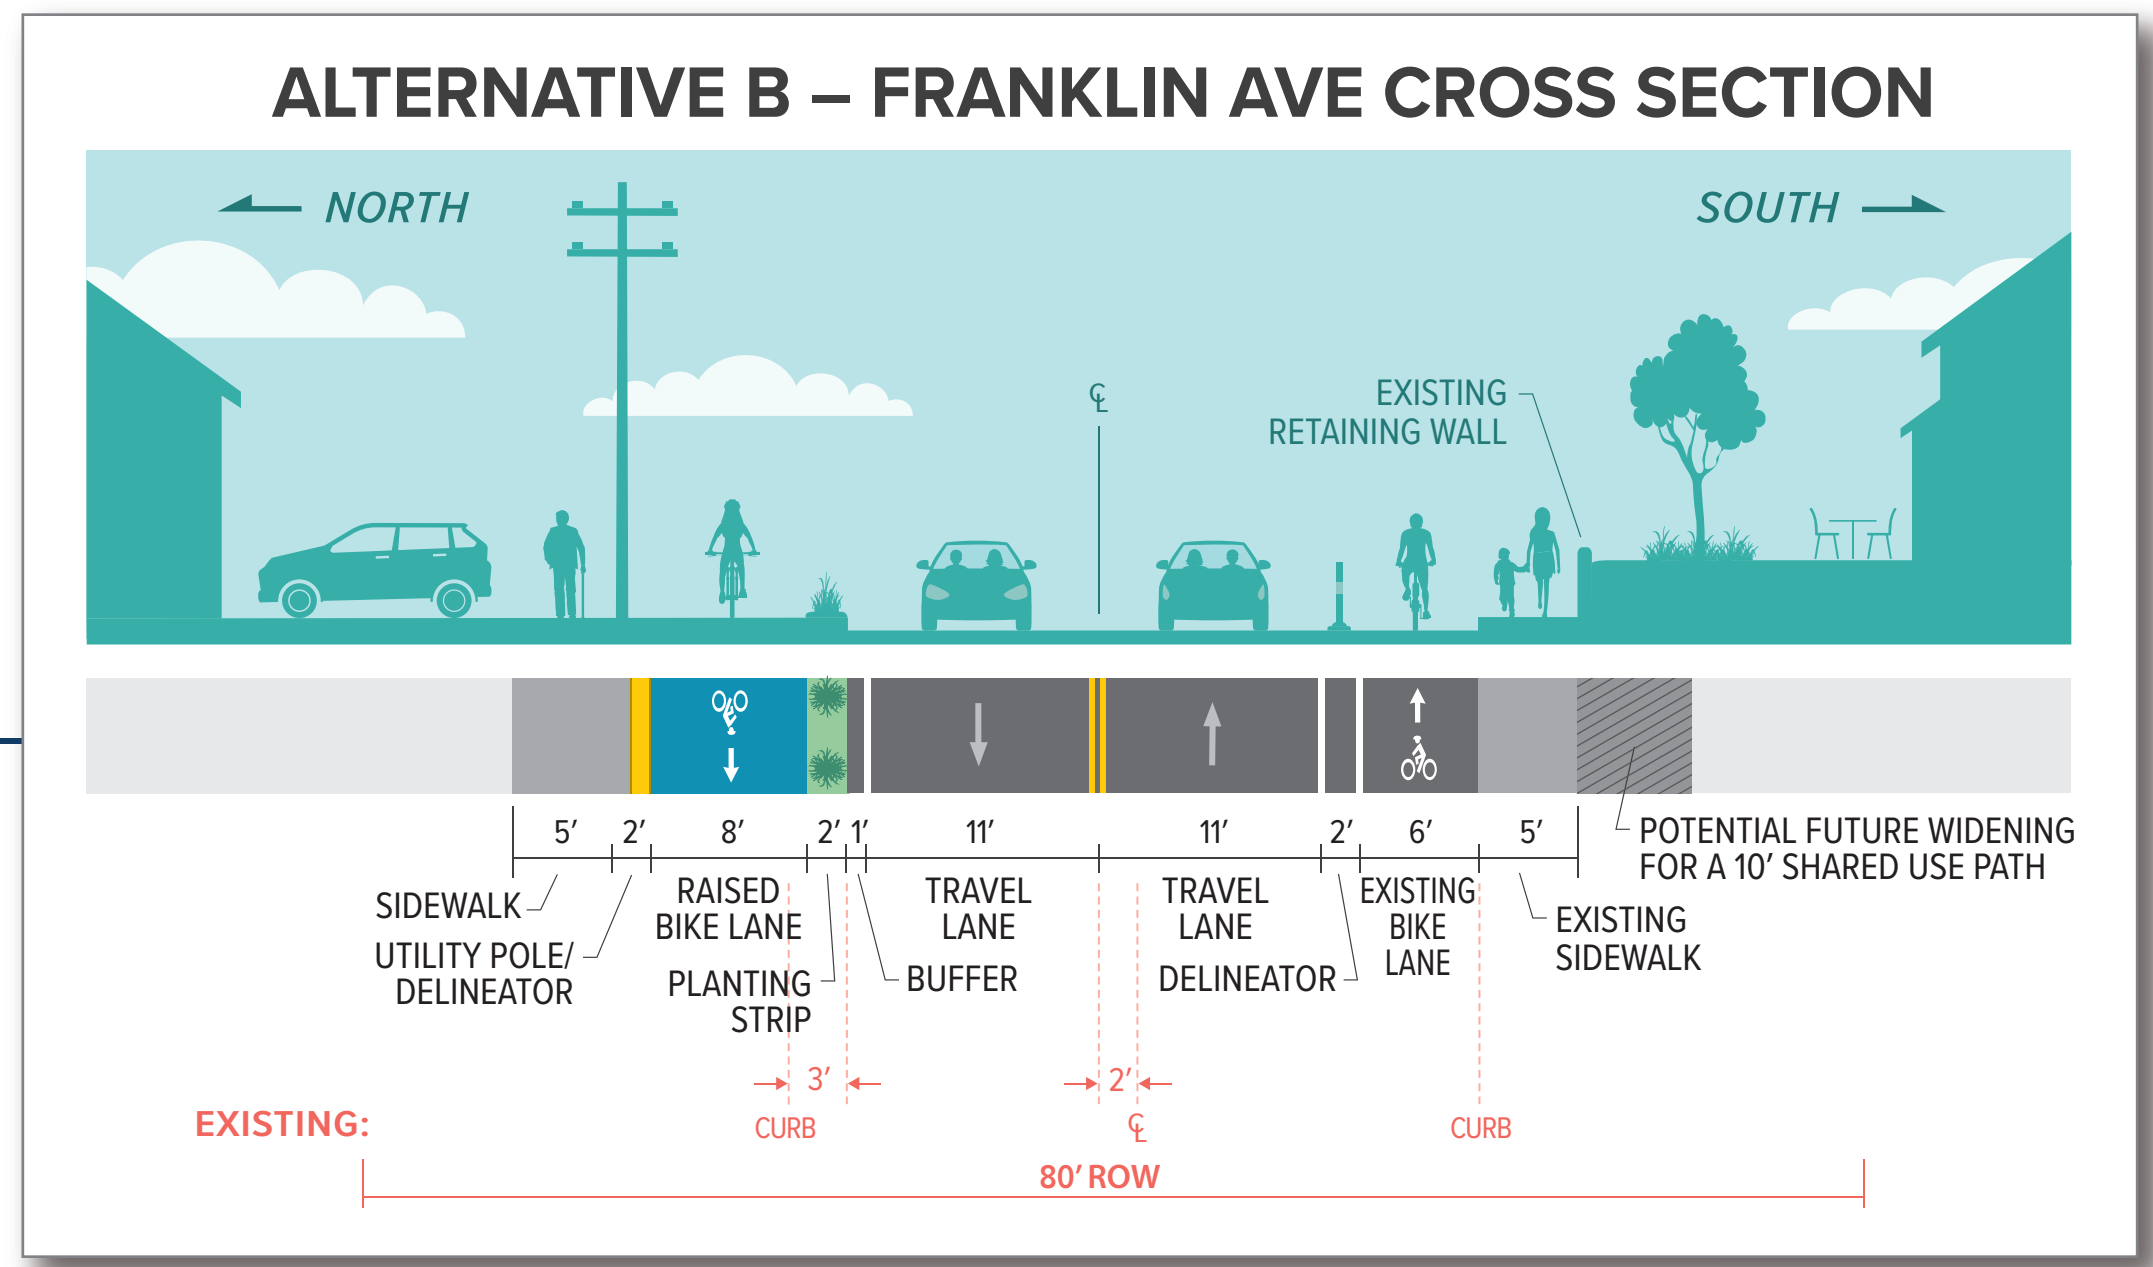 ALTERNATIVE B – FRANKLIN AVE CROSS SECTION
NORTH
SOUTH
℄
EXISTING
RETAINING WALL
5′ 2′ 8′ 2′ 1′ 11′ 11′ 2′ 6′ 5′
POTENTIAL FUTURE WIDENING
FOR A 10′ SHARED USE PATH
SIDEWALK
UTILITY POLE/
DELINEATOR
RAISED
BIKE LANE
PLANTING
STRIP
BUFFER
TRAVEL
LANE
TRAVEL
LANE
DELINEATOR
EXISTING
BIKE
LANE
EXISTING
SIDEWALK
3′
2′
EXISTING:
CURB
℄
CURB
80′ ROW